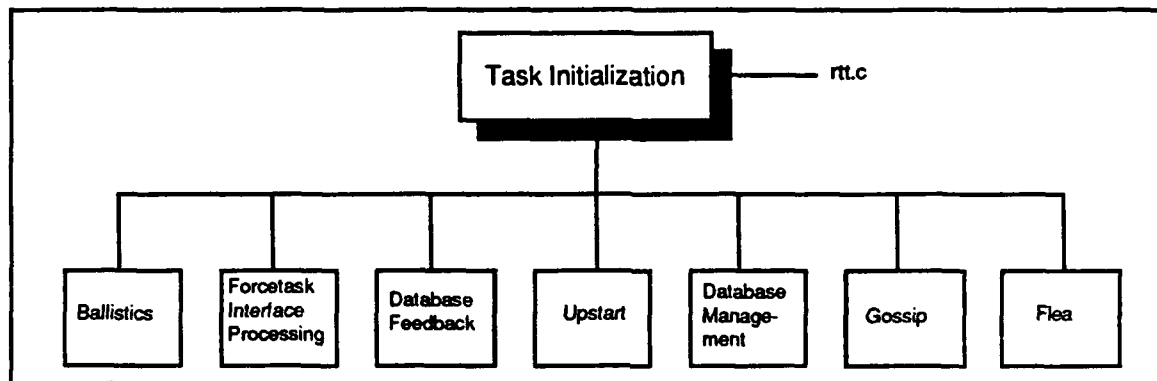 Task Initialization
rtt.c
Ballistics
Forcetask
Interface
Processing
Database
Feedback
Upstart
Database
Manage-
ment
Gossip
Flea